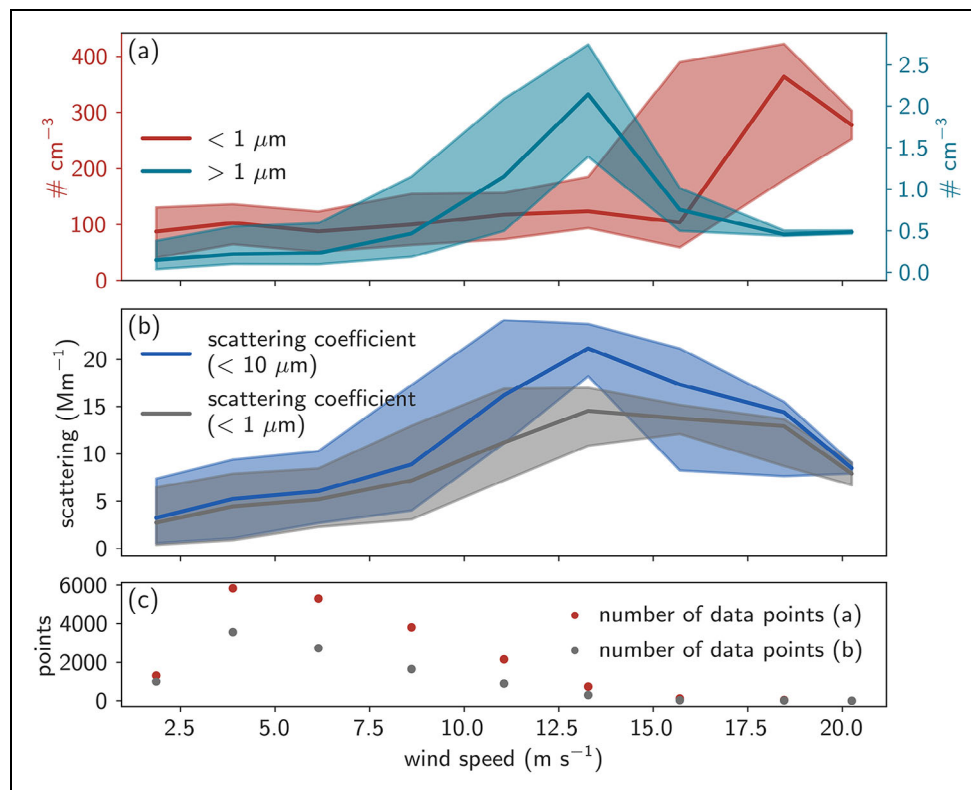 (a)
400
300
200
100
0
# cm⁻³
< 1 μm
> 1 μm
2.5
2.0
1.5
1.0
0.5
0.0
# cm⁻³
(b)
20
15
10
5
0
scattering (Mm⁻¹)
scattering coefficient
(< 10 μm)
scattering coefficient
(< 1 μm)
(c)
6000
4000
2000
0
points
number of data points (a)
number of data points (b)
2.5 5.0 7.5 10.0 12.5 15.0 17.5 20.0
wind speed (m s⁻¹)